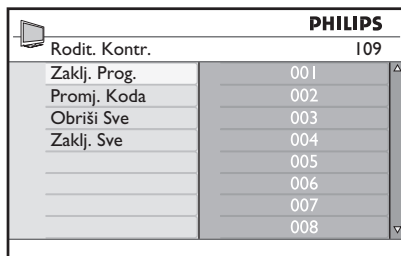 PHILIPS
Rodit. Kontr. 109
Zaklj. Prog. 001
Promj. Koda 002
Obriši Sve 003
Zaklj. Sve 004
005
006
007
008